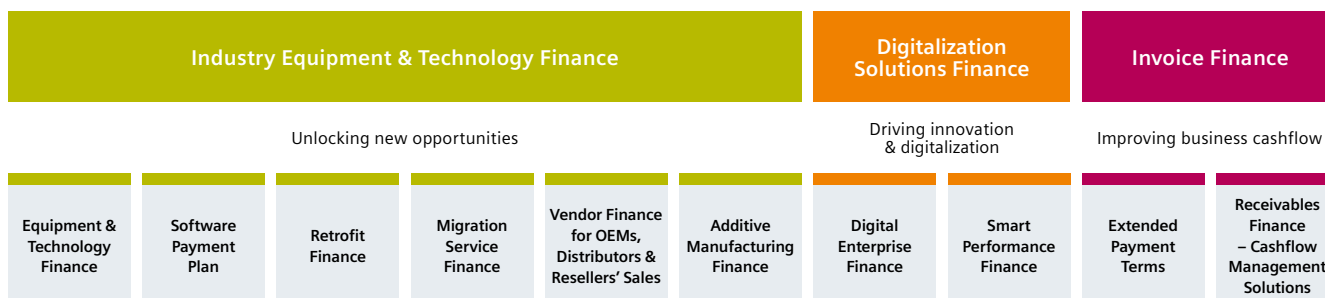 Industry Equipment & Technology Finance
Digitalization
Solutions Finance
Invoice Finance
Unlocking new opportunities
Driving innovation
& digitalization
Improving business cashflow
Equipment &
Technology
Finance
Software
Payment
Plan
Retrofit
Finance
Migration
Service
Finance
Vendor Finance
for OEMs,
Distributors &
Resellers’ Sales
Additive
Manufacturing
Finance
Digital
Enterprise
Finance
Smart
Performance
Finance
Extended
Payment
Terms
Receivables
Finance
– Cashflow
Management
Solutions